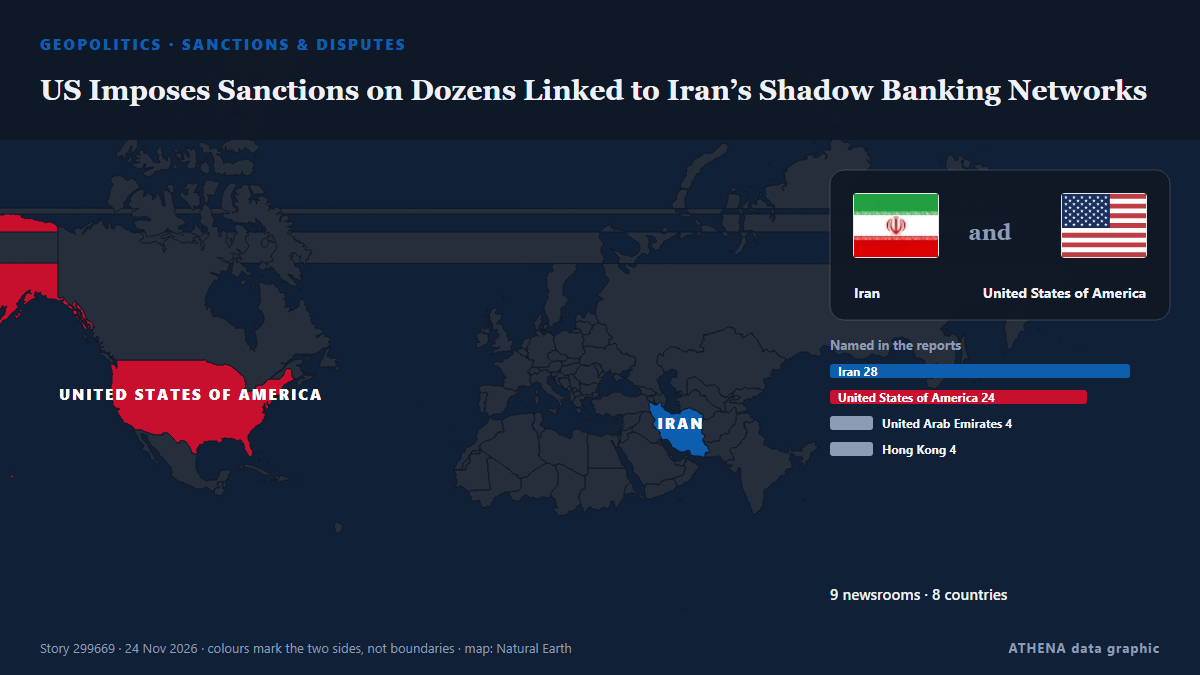 GEOPOLITICS · SANCTIONS & DISPUTES
US Imposes Sanctions on Dozens Linked to Iran’s Shadow Banking Networks
and
Iran
United States of America
Named in the reports
Iran 28
United States of America 24
United Arab Emirates 4
Hong Kong 4
UNITED STATES OF AMERICA
IRAN
9 newsrooms · 8 countries
Story 299669 · 24 Nov 2026 · colours mark the two sides, not boundaries · map: Natural Earth
ATHENA data graphic